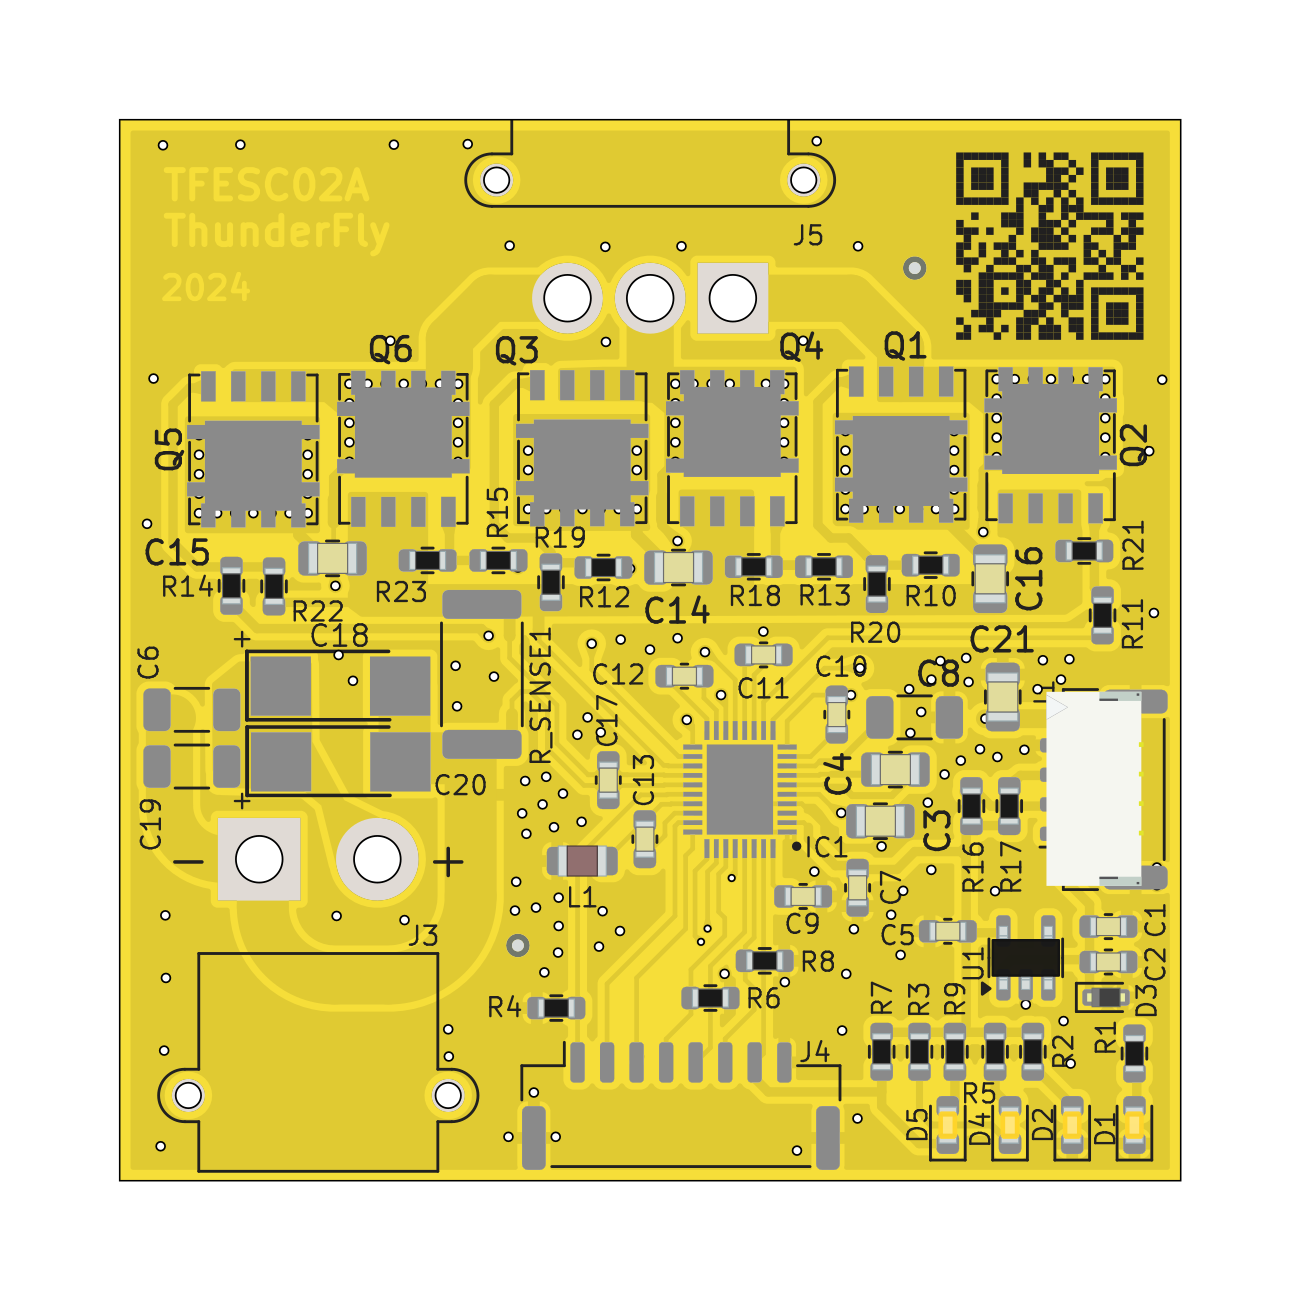 TFESC02A
ThunderFly
2024
J5
Q6
Q3
Q4
Q1
Q5
Q2
R15
R19
C15
R14
R22
R23
R12
C14
R18
R13
R10
C16
R21
R11
R20
C21
C18
+
C6
R_SENSE1
C12
C11
C10
C8
1
C17
C13
C4
C20
+
C19
C3
IC1
R16
R17
−
+
L1
C7
C9
C5
C1
J3
U1
C2
R8
R4
R6
R7
R3
R9
D3
R1
R2
J4
R5
D5
D4
D2
D1